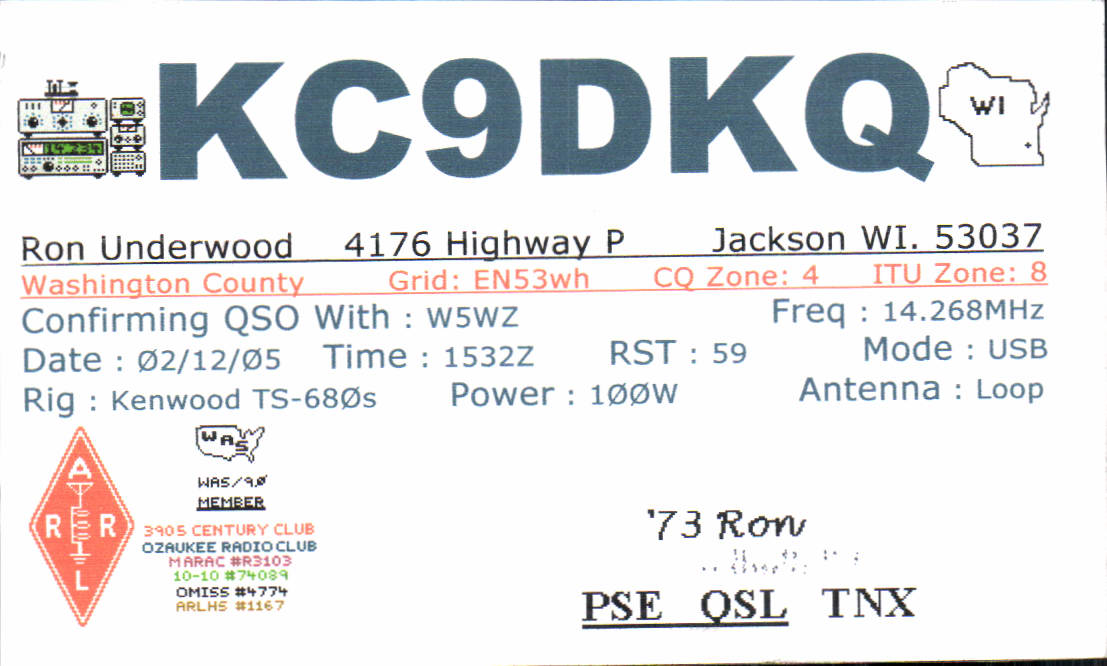 KC9DKQ
WI
14.234
Ron Underwood 4176 Highway P Jackson WI. 53037
Washington County Grid: EN53wh CQ Zone: 4 ITU Zone: 8
Confirming QSO With : W5WZ Freq : 14.268MHz
Date : Ø2/12/Ø5 Time : 1532Z RST : 59 Mode : USB
Rig : Kenwood TS-68Øs Power : 1ØØW Antenna : Loop
WAS
WAS/9.Ø
MEMBER
A
R R
L
3905 CENTURY CLUB
OZAUKEE RADIO CLUB
MARAC #R3103
10-10 #74089
OMISS #4774
ARLHS #1167
'73 Ron
PSE QSL TNX